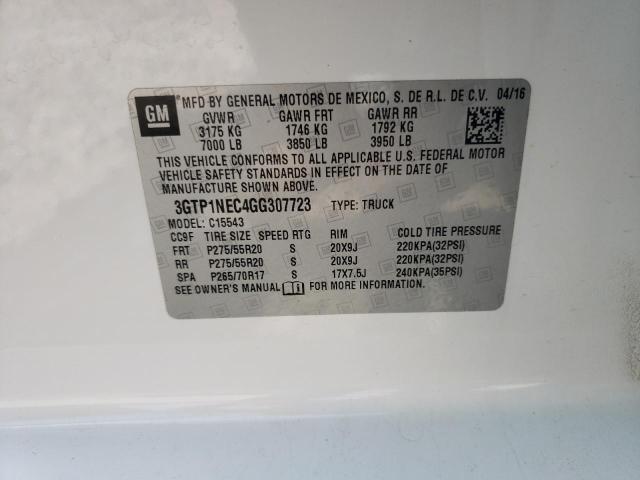 GM
MFD BY GENERAL MOTORS DE MEXICO, S. DE R.L. DE C.V. 04/16
GVWR GAWR FRT GAWR RR
3175 KG 1746 KG 1792 KG
7000 LB 3850 LB 3950 LB
THIS VEHICLE CONFORMS TO ALL APPLICABLE U.S. FEDERAL MOTOR
VEHICLE SAFETY STANDARDS IN EFFECT ON THE DATE OF
MANUFACTURE SHOWN ABOVE.
3GTP1NEC4GG307723 TYPE: TRUCK
MODEL: C15543
CC9F TIRE SIZE SPEED RTG RIM COLD TIRE PRESSURE
FRT P275/55R20 S 20X9J 220KPA(32PSI)
RR P275/55R20 S 20X9J 220KPA(32PSI)
SPA P265/70R17 S 17X7.5J 240KPA(35PSI)
SEE OWNER'S MANUAL FOR MORE INFORMATION.